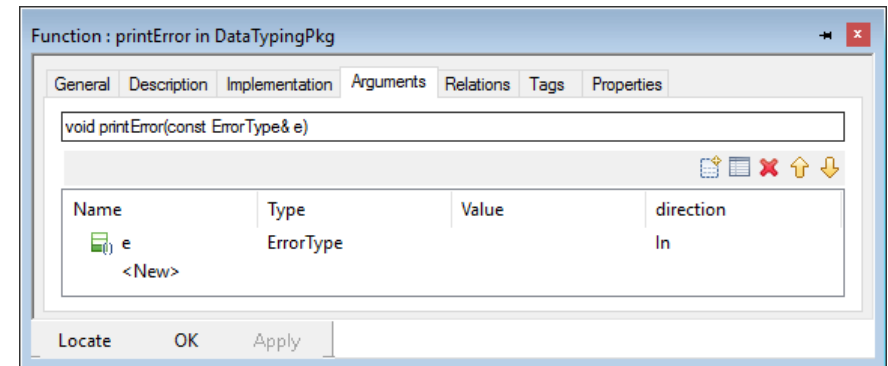 Function : printError in DataTypingPkg
General Description Implementation Arguments Relations Tags Properties
void printError(const ErrorType& e)
Name Type Value direction
e ErrorType In
<New>
Locate OK Apply